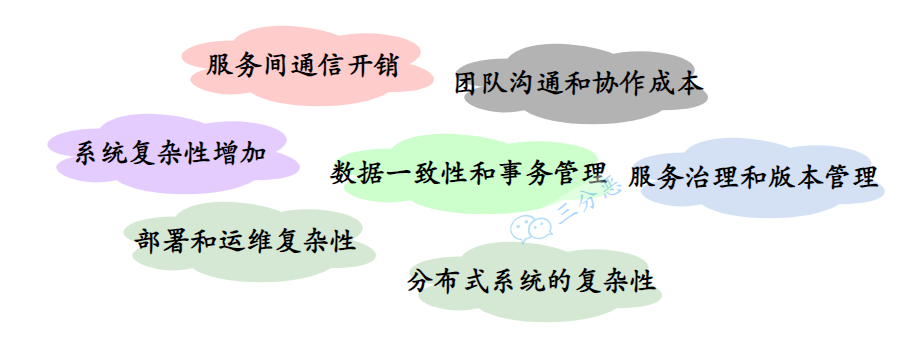 服务间通信开销
团队沟通和协作成本
系统复杂性增加
数据一致性和事务管理
服务治理和版本管理
三分恶
部署和运维复杂性
分布式系统的复杂性